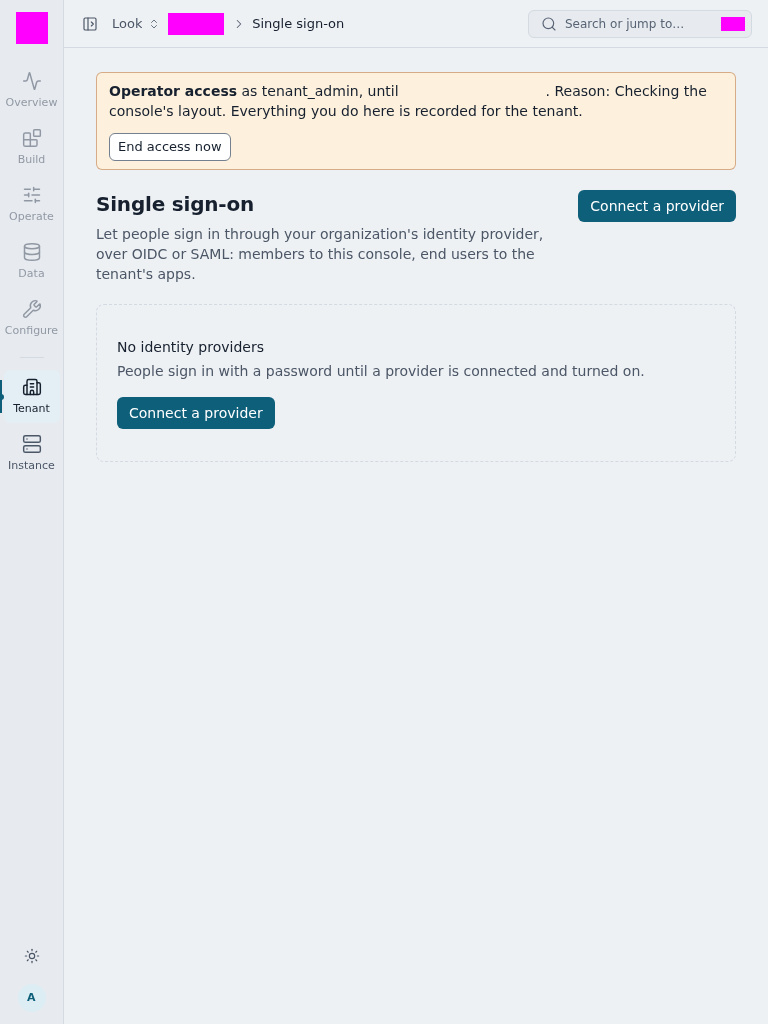 Look
Single sign-on
Search or jump to...
Overview
Build
Operate
Data
Configure
Tenant
Instance
A
Operator access as tenant_admin, until . Reason: Checking the
console's layout. Everything you do here is recorded for the tenant.
End access now
Single sign-on
Connect a provider
Let people sign in through your organization's identity provider,
over OIDC or SAML: members to this console, end users to the
tenant's apps.
No identity providers
People sign in with a password until a provider is connected and turned on.
Connect a provider